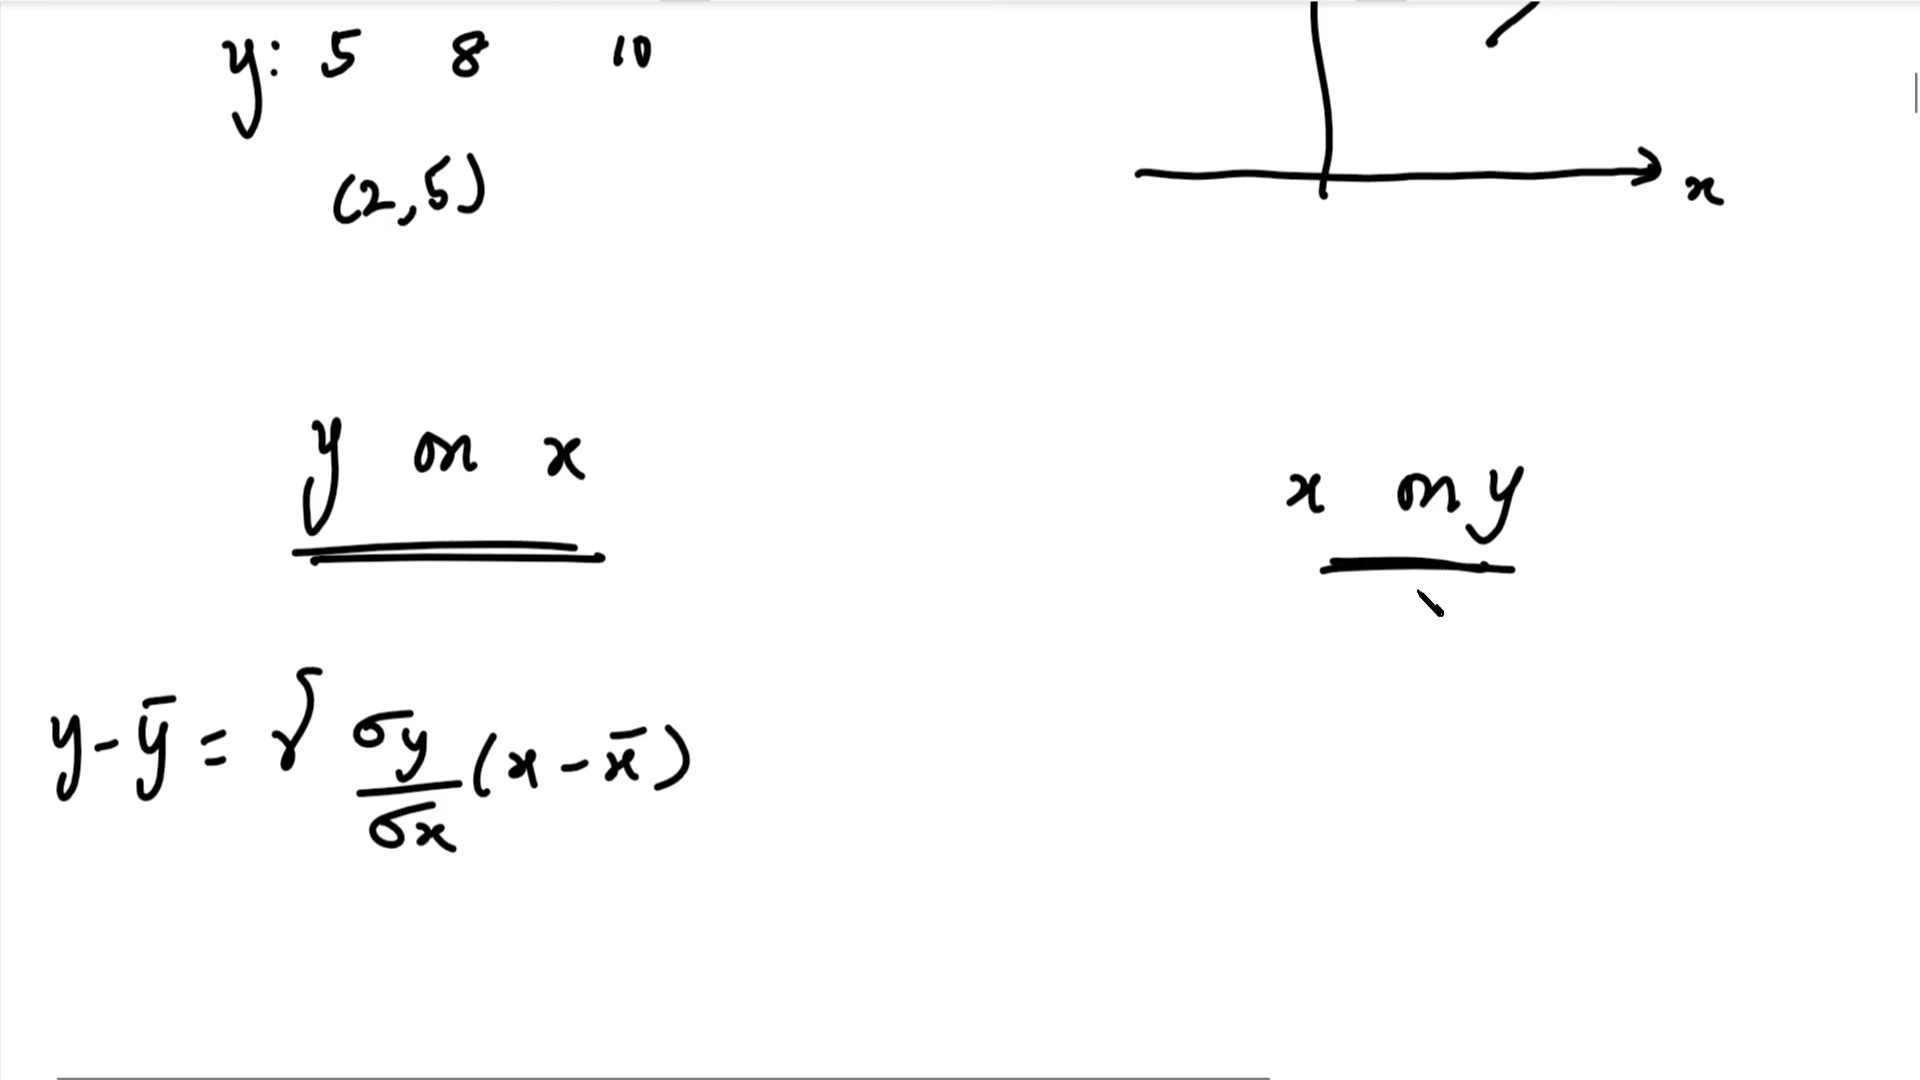 y: 5 8 10
(2,5)
x
y on x
x on y
y - ȳ = r σy/σx (x - x̄)